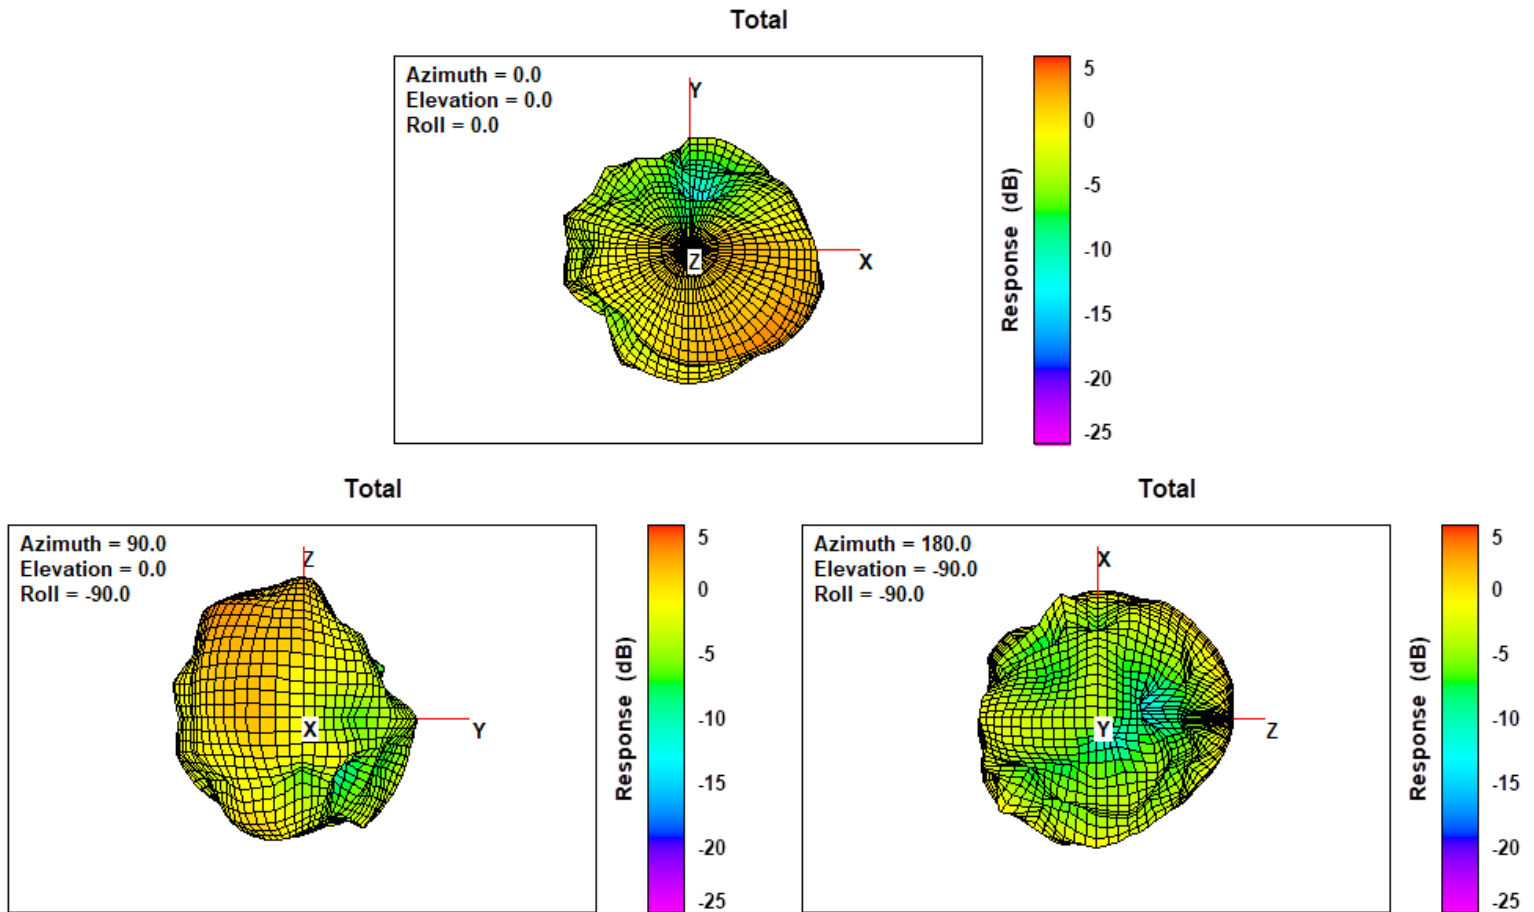 Total
Azimuth = 0.0
Elevation = 0.0
Roll = 0.0
Y
X
Z
Response (dB)
5
0
-5
-10
-15
-20
-25
Total
Azimuth = 90.0
Elevation = 0.0
Roll = -90.0
Z
Y
X
Response (dB)
5
0
-5
-10
-15
-20
-25
Total
Azimuth = 180.0
Elevation = -90.0
Roll = -90.0
X
Z
Y
Response (dB)
5
0
-5
-10
-15
-20
-25